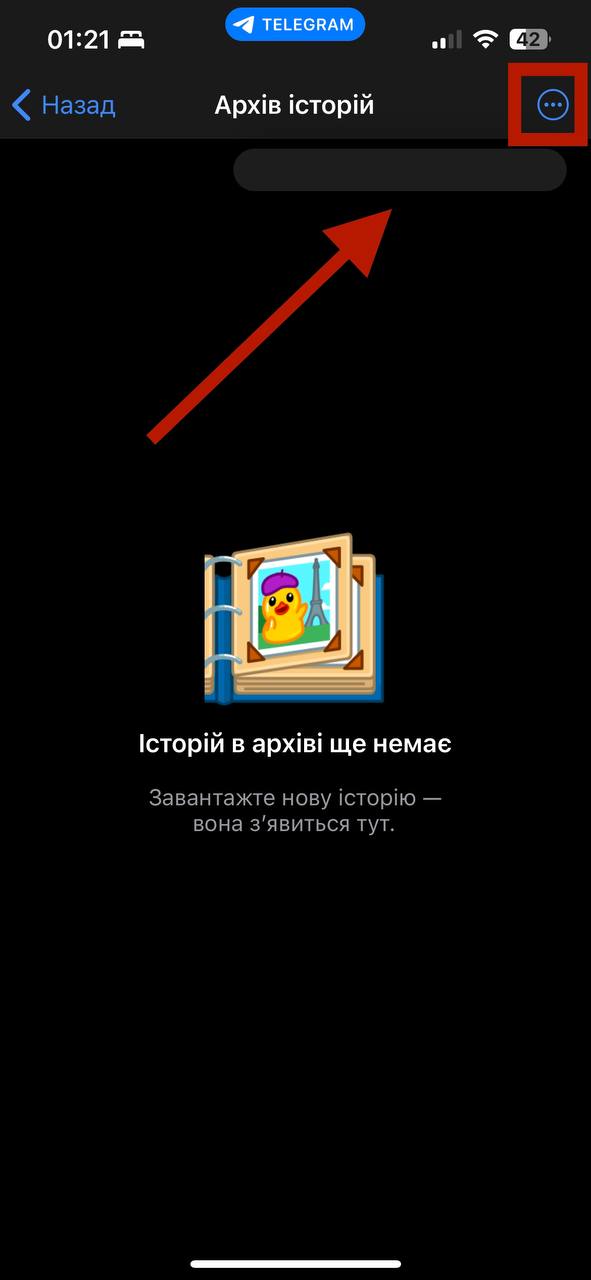 01:21
TELEGRAM
42
Назад
Архів історій
Історій в архіві ще немає
Завантажте нову історію —
вона з’явиться тут.